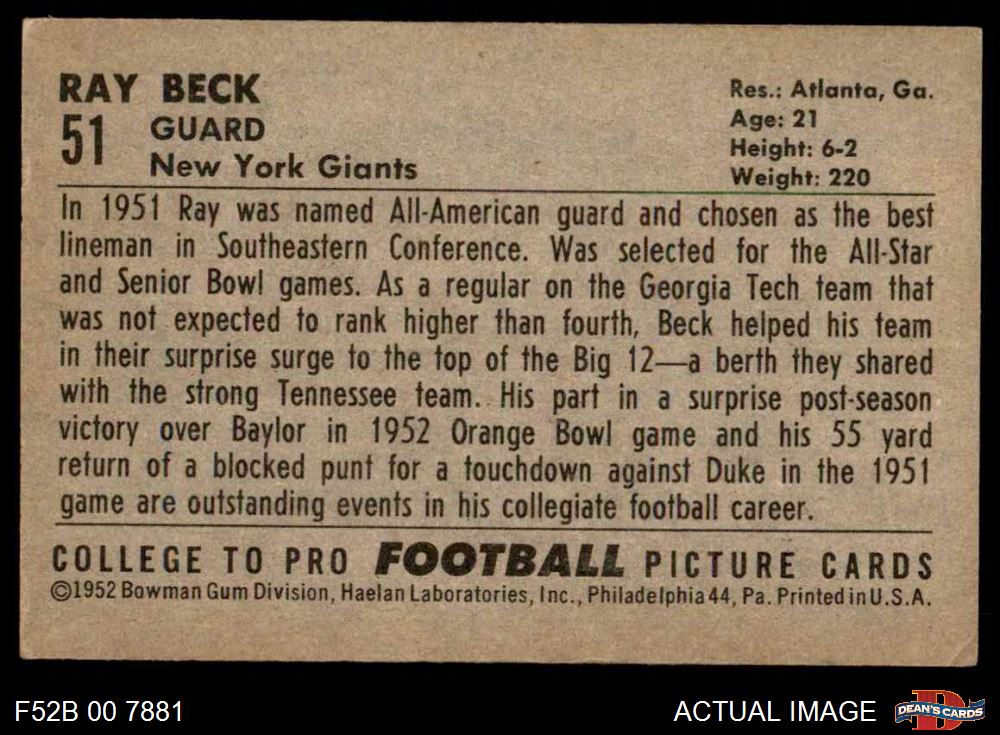 RAY BECK
51 GUARD
New York Giants
Res.: Atlanta, Ga.
Age: 21
Height: 6-2
Weight: 220
In 1951 Ray was named All-American guard and chosen as the best
lineman in Southeastern Conference. Was selected for the All-Star
and Senior Bowl games. As a regular on the Georgia Tech team that
was not expected to rank higher than fourth, Beck helped his team
in their surprise surge to the top of the Big 12—a berth they shared
with the strong Tennessee team. His part in a surprise post-season
victory over Baylor in 1952 Orange Bowl game and his 55 yard
return of a blocked punt for a touchdown against Duke in the 1951
game are outstanding events in his collegiate football career.
COLLEGE TO PRO FOOTBALL PICTURE CARDS
©1952 Bowman Gum Division, Haelan Laboratories, Inc., Philadelphia 44, Pa. Printed in U.S.A.
F52B 00 7881
ACTUAL IMAGE
DEAN'S CARDS